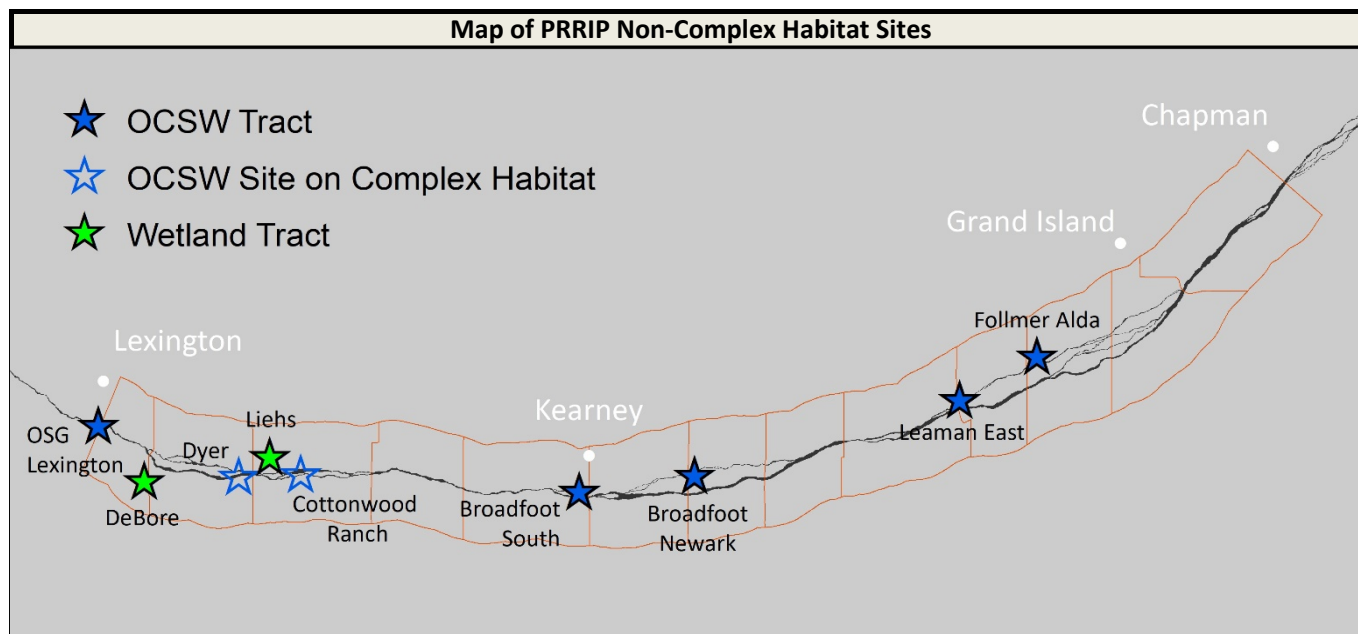 Map of PRRIP Non-Complex Habitat Sites
OCSW Tract
OCSW Site on Complex Habitat
Wetland Tract
Chapman
Grand Island
Follmer Alda
Lexington
Liehs
Kearney
Leaman East
OSG
Lexington
Dyer
DeBore
Cottonwood
Ranch
Broadfoot
South
Broadfoot
Newark